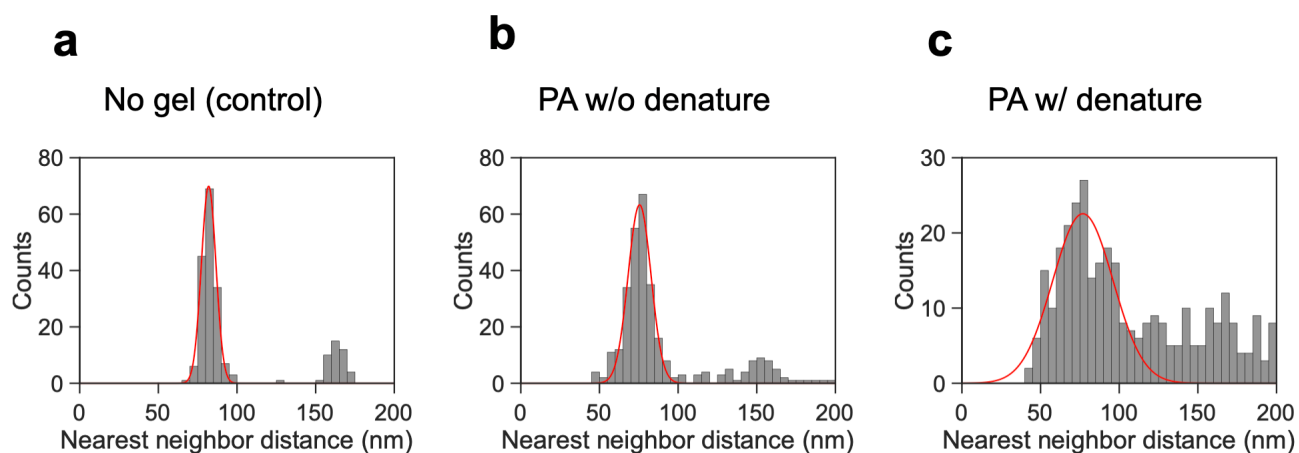 a
No gel (control)
80
60
40
20
0
Counts
0 50 100 150 200
Nearest neighbor distance (nm)
b
PA w/o denature
80
60
40
20
0
Counts
0 50 100 150 200
Nearest neighbor distance (nm)
c
PA w/ denature
30
20
10
0
Counts
0 50 100 150 200
Nearest neighbor distance (nm)